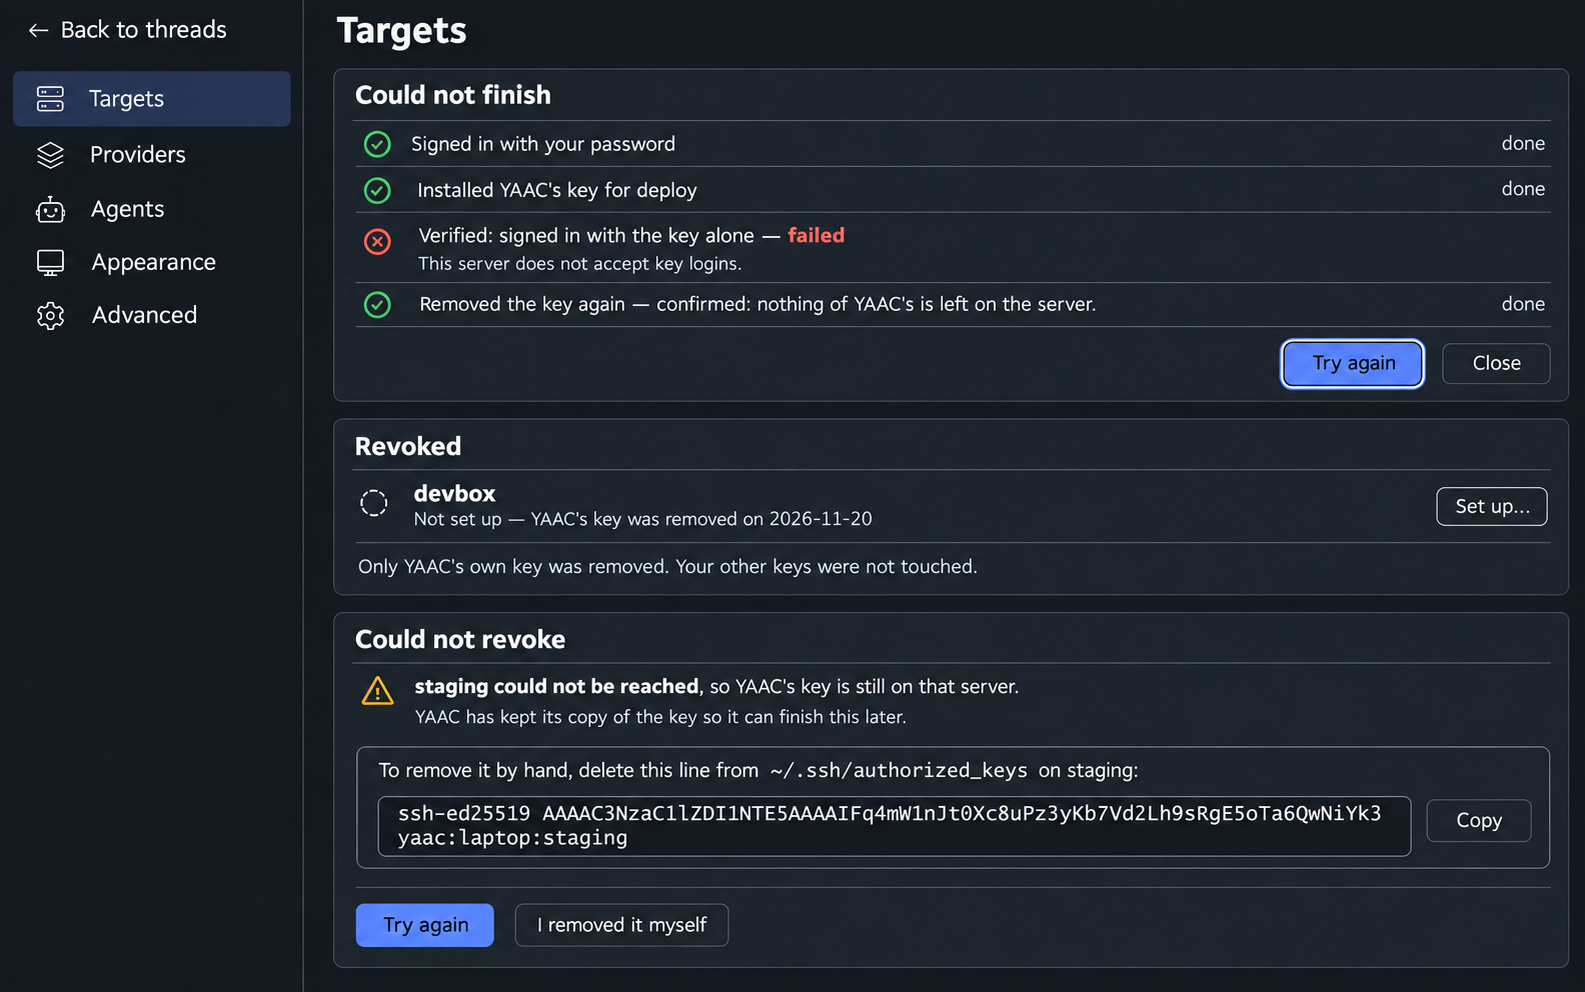 ← Back to threads
Targets
Providers
Agents
Appearance
Advanced
Targets
Could not finish
Signed in with your password done
Installed YAAC's key for deploy done
Verified: signed in with the key alone — failed
This server does not accept key logins.
Removed the key again — confirmed: nothing of YAAC's is left on the server. done
Try again Close
Revoked
devbox
Not set up — YAAC's key was removed on 2026-11-20
Set up...
Only YAAC's own key was removed. Your other keys were not touched.
Could not revoke
staging could not be reached, so YAAC's key is still on that server.
YAAC has kept its copy of the key so it can finish this later.
To remove it by hand, delete this line from ~/.ssh/authorized_keys on staging:
ssh-ed25519 AAAAC3NzaC1lZDI1NTE5AAAAIFq4mW1nJt0Xc8uPz3yKb7Vd2Lh9sRgE5oTa6QwNiYk3
yaac:laptop:staging
Copy
Try again I removed it myself